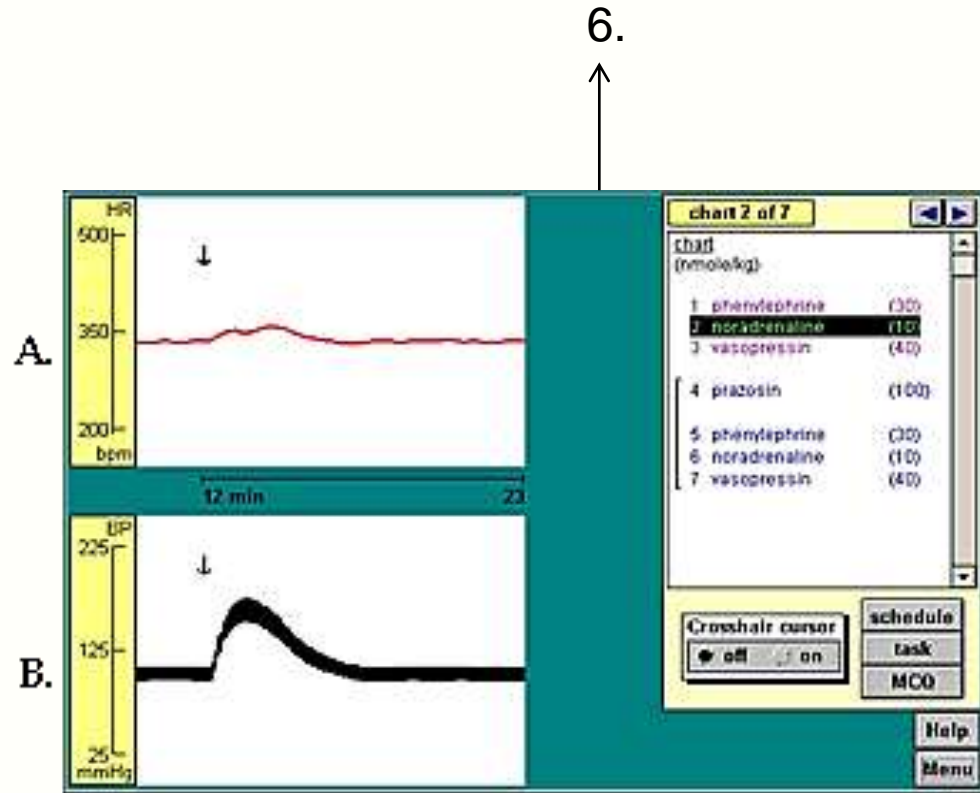 6.
A.
HR
500
350
200
bpm
12 min 23
B.
BP
225
125
25
mmHg
chart 2 of 7
chart
(nmole/kg)
1 phenylephrine (30)
2 noradrenaline (10)
3 vasopressin (40)
4 prazosin (100)
5 phenylephrine (30)
6 noradrenaline (10)
7 vasopressin (40)
Crosshair cursor
off on
schedule
task
MCQ
Help
Menu